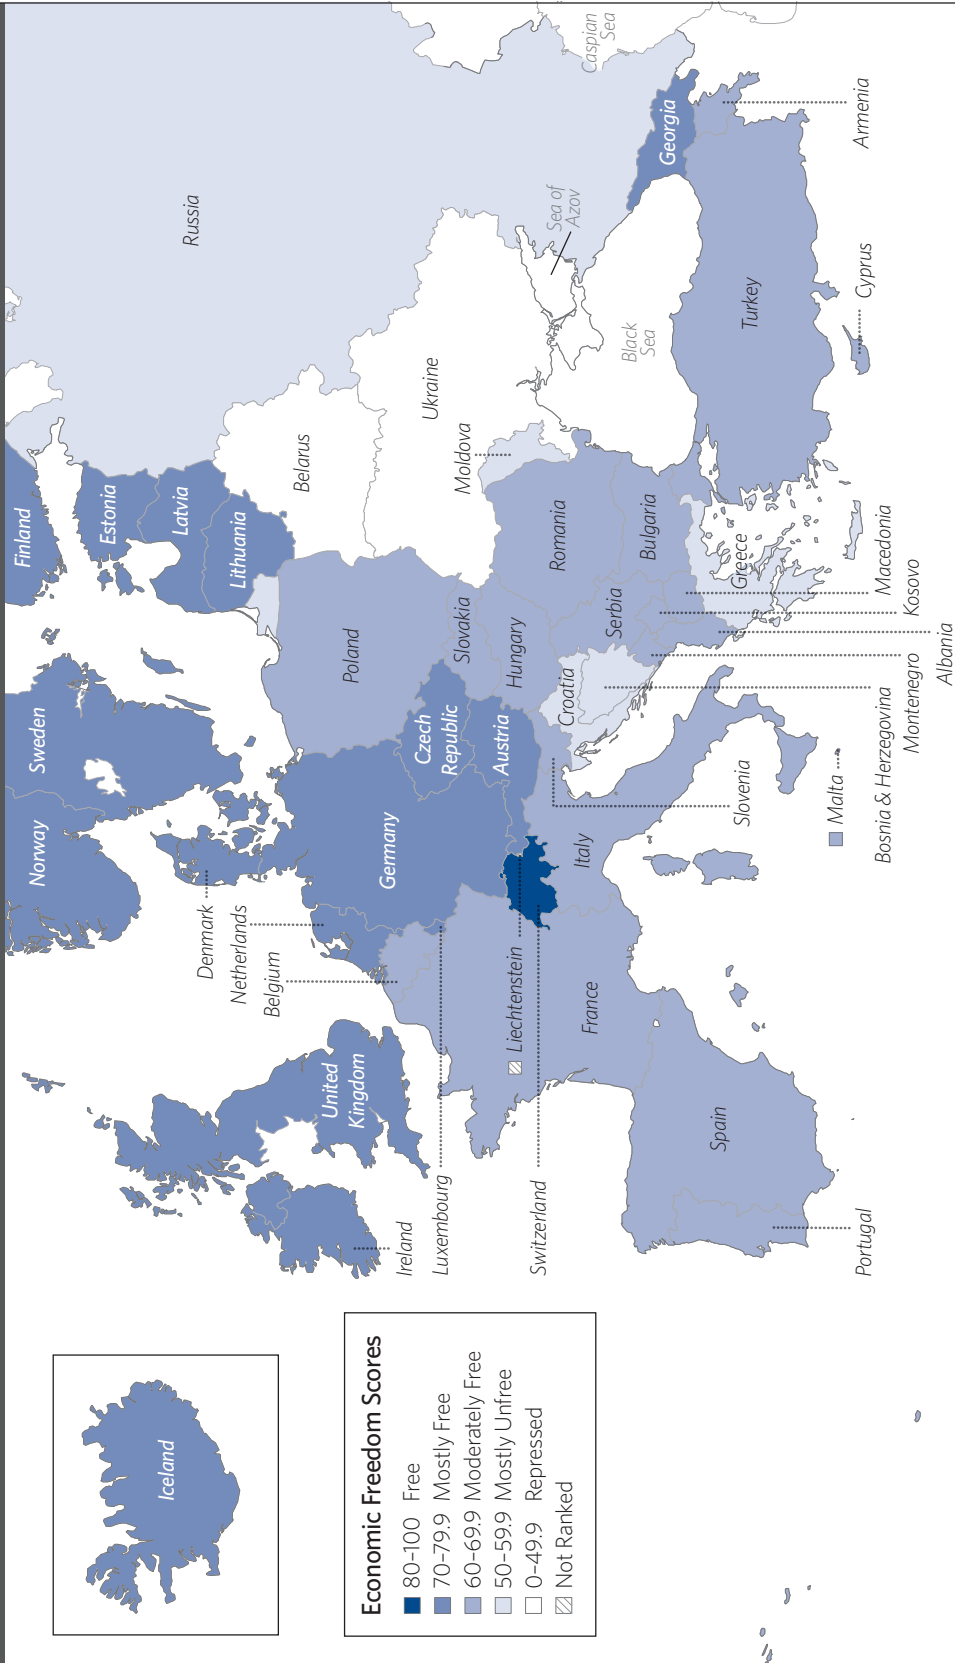 Iceland
Economic Freedom Scores
80–100 Free
70–79.9 Mostly Free
60–69.9 Moderately Free
50–59.9 Mostly Unfree
0–49.9 Repressed
Not Ranked
Norway
Sweden
Finland
Estonia
Latvia
Lithuania
Russia
Denmark
Netherlands
Belgium
United
Kingdom
Ireland
Luxembourg
Switzerland
Liechtenstein
Germany
Poland
Belarus
Ukraine
Moldova
Czech
Republic
Slovakia
Austria
Hungary
Romania
France
Italy
Croatia
Serbia
Bulgaria
Black
Sea
Sea of
Azov
Caspian
Sea
Georgia
Spain
Portugal
Slovenia
Greece
Turkey
Malta
Cyprus
Armenia
Bosnia & Herzegovina
Montenegro
Albania
Kosovo
Macedonia